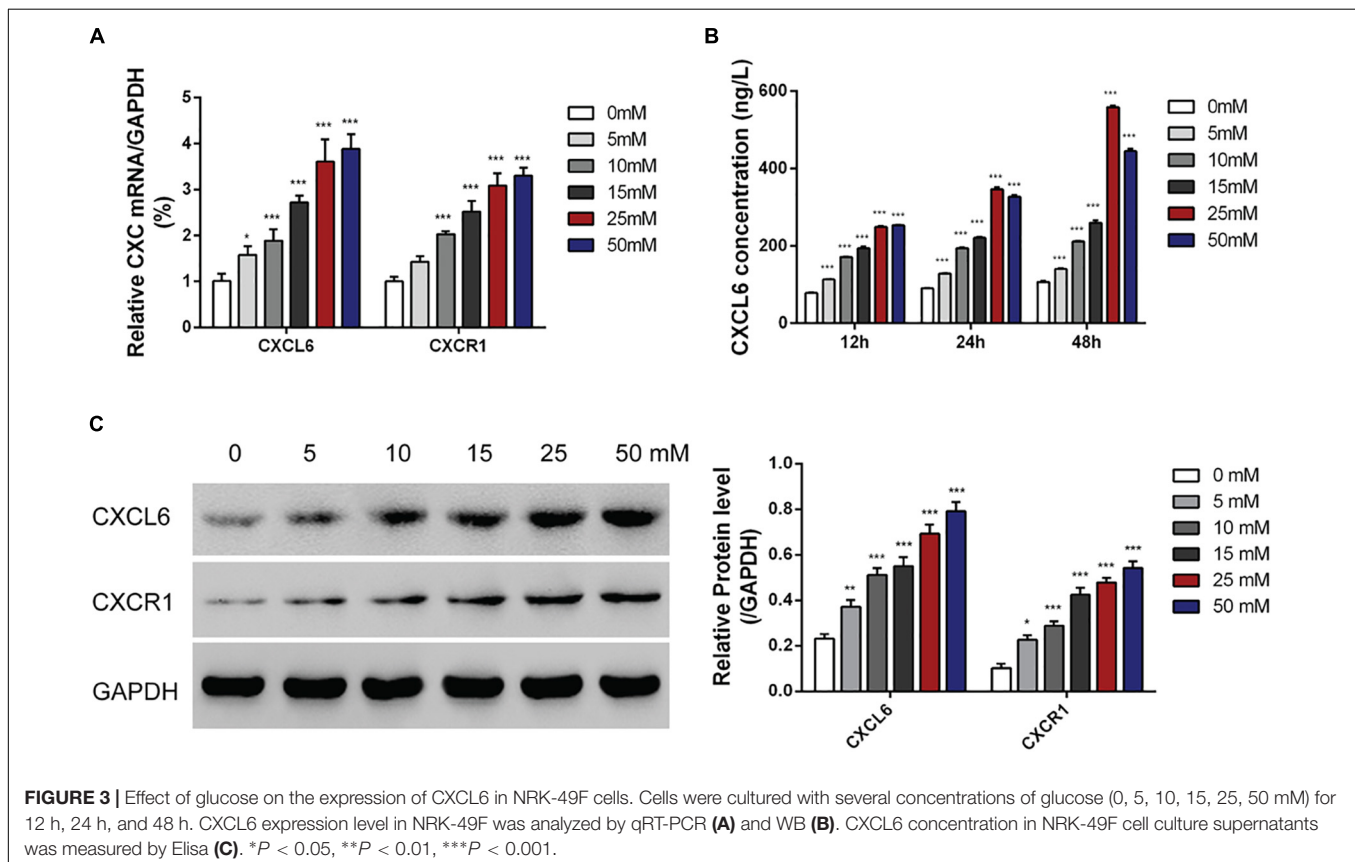 A
Relative CXC mRNA/GAPDH
(%)
5
4
3
2
1
0
* *** *** *** ***
*** *** *** ***
CXCL6 CXCR1
0mM
5mM
10mM
15mM
25mM
50mM
B
CXCL6 concentration (ng/L)
600
400
200
0
*** *** *** *** ***
*** *** *** *** ***
*** *** *** *** ***
12h 24h 48h
0mM
5mM
10mM
15mM
25mM
50mM
C
0 5 10 15 25 50 mM
CXCL6
CXCR1
GAPDH
Relative Protein level
(/GAPDH)
1.0
0.8
0.6
0.4
0.2
0.0
** *** *** *** ***
* *** *** *** ***
CXCL6 CXCR1
0 mM
5 mM
10 mM
15 mM
25 mM
50 mM
FIGURE 3 | Effect of glucose on the expression of CXCL6 in NRK-49F cells. Cells were cultured with several concentrations of glucose (0, 5, 10, 15, 25, 50 mM) for
12 h, 24 h, and 48 h. CXCL6 expression level in NRK-49F was analyzed by qRT-PCR (A) and WB (B). CXCL6 concentration in NRK-49F cell culture supernatants
was measured by Elisa (C). *P < 0.05, **P < 0.01, ***P < 0.001.